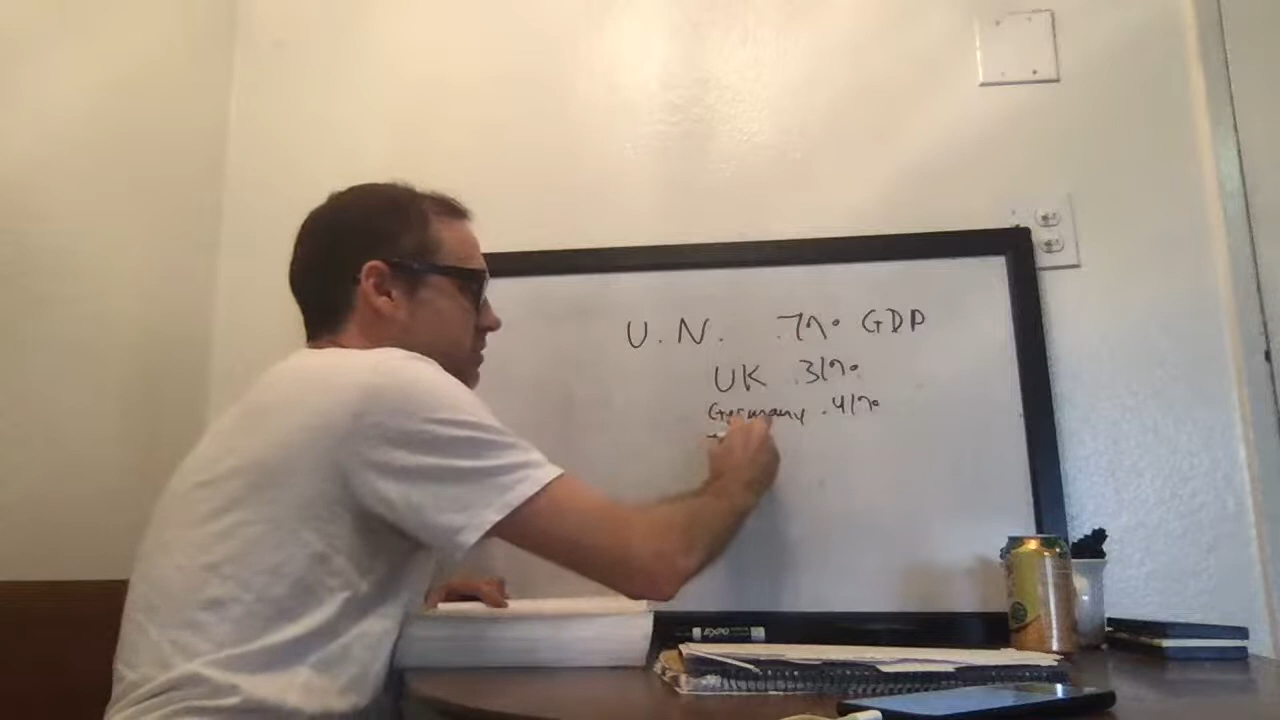 U.N. .7% GDP
UK .31%
Germany .41%
EXPO